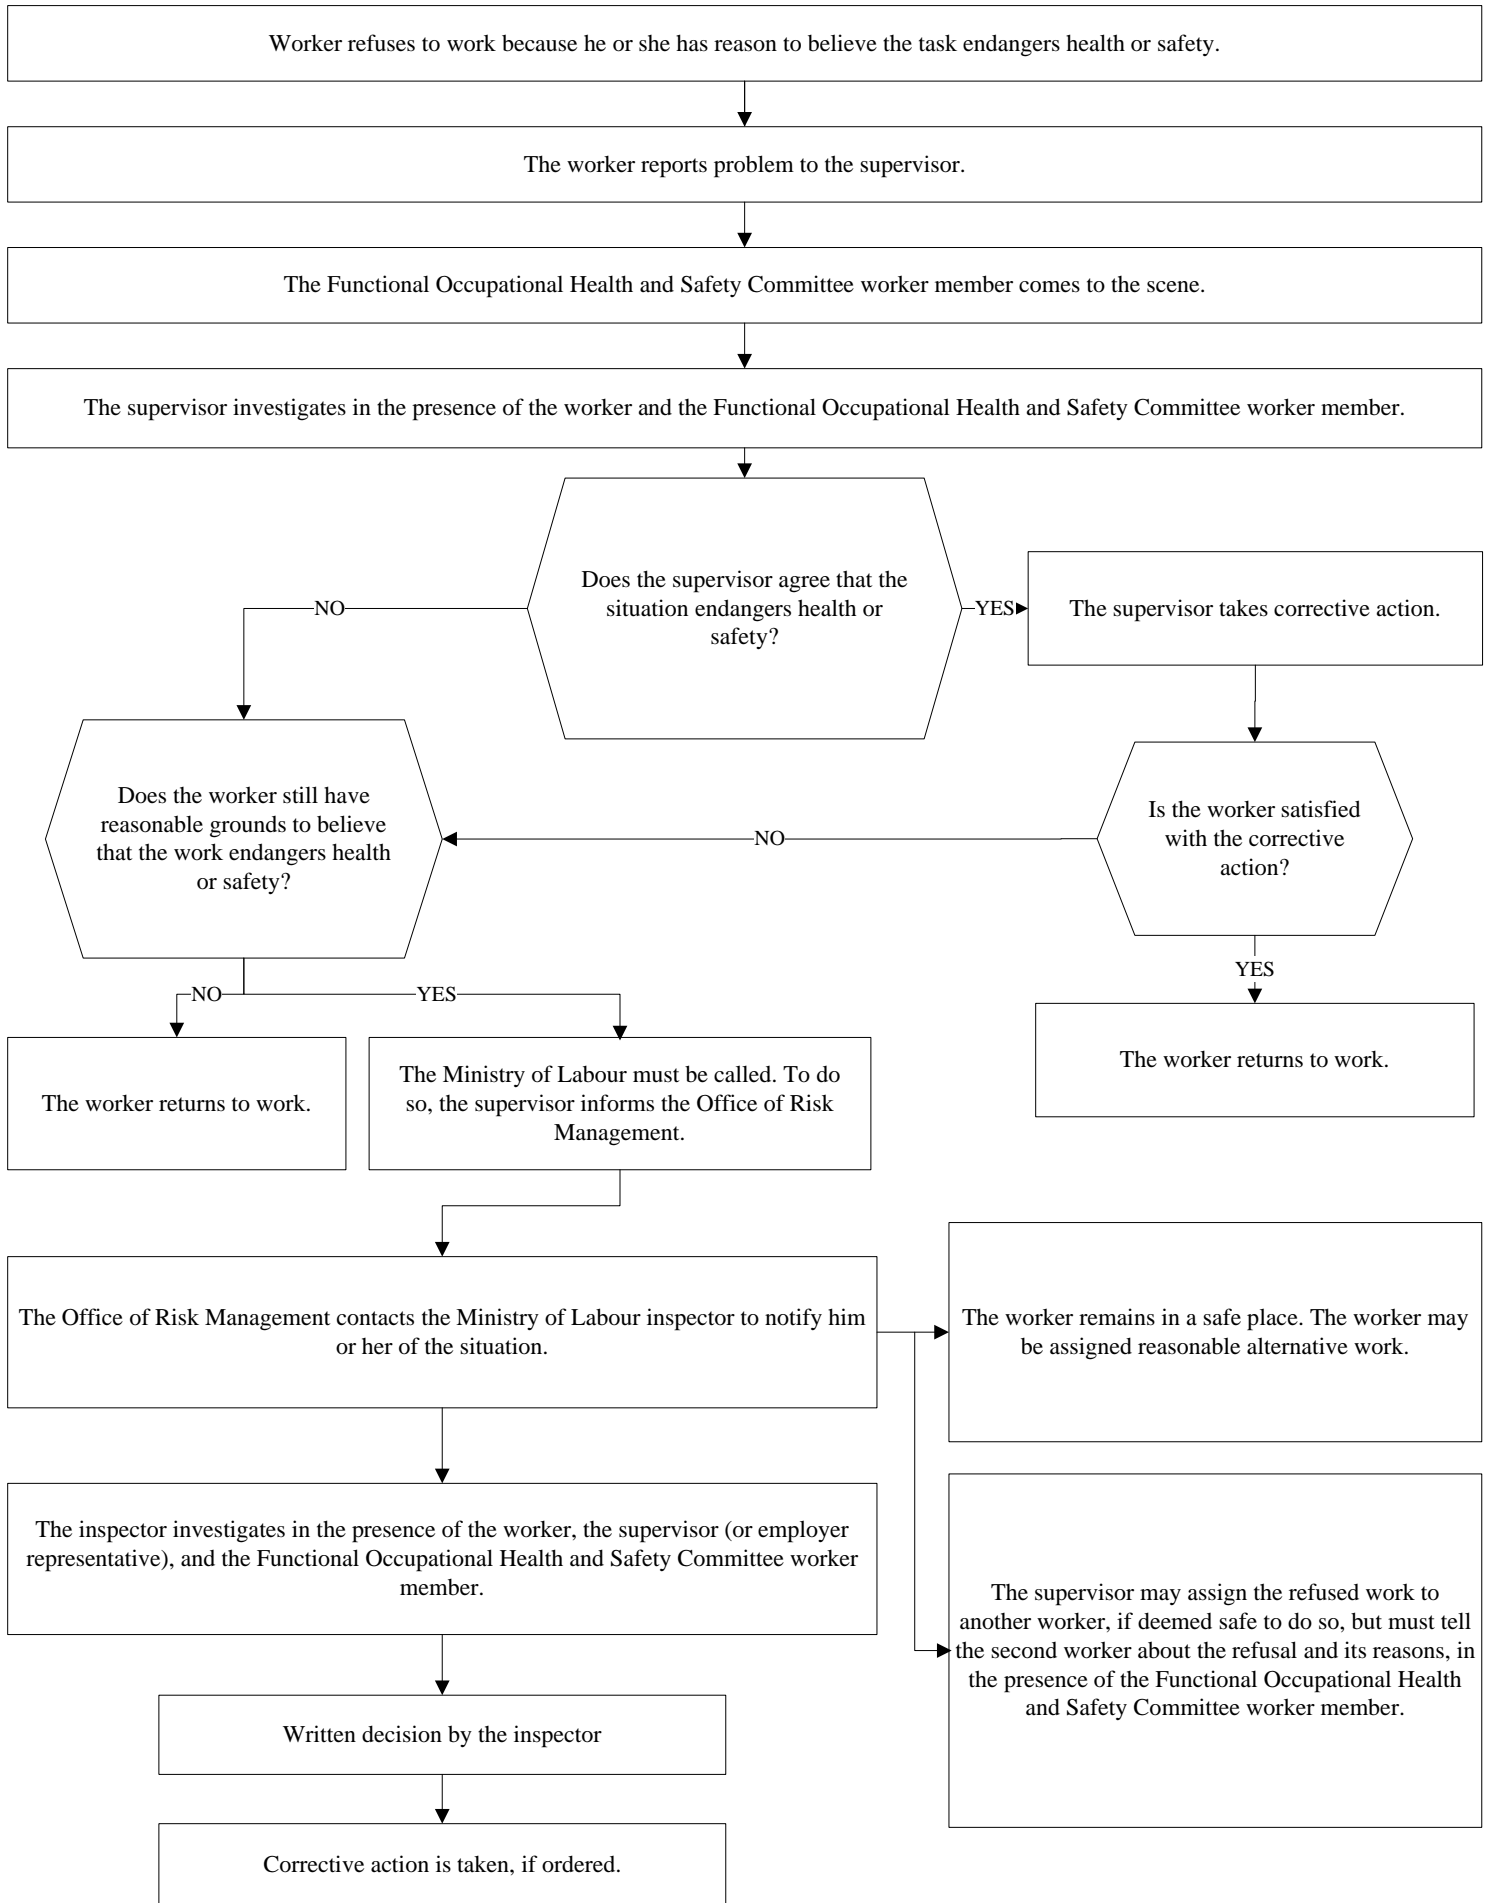 Worker refuses to work because he or she has reason to believe the task endangers health or safety.
The worker reports problem to the supervisor.
The Functional Occupational Health and Safety Committee worker member comes to the scene.
The supervisor investigates in the presence of the worker and the Functional Occupational Health and Safety Committee worker member.
Does the supervisor agree that the
situation endangers health or
safety?
NO
YES
The supervisor takes corrective action.
Does the worker still have
reasonable grounds to believe
that the work endangers health
or safety?
NO
Is the worker satisfied
with the corrective
action?
NO
YES
YES
The worker returns to work.
The Ministry of Labour must be called. To do
so, the supervisor informs the Office of Risk
Management.
The worker returns to work.
The Office of Risk Management contacts the Ministry of Labour inspector to notify him
or her of the situation.
The worker remains in a safe place. The worker may
be assigned reasonable alternative work.
The inspector investigates in the presence of the worker, the supervisor (or employer
representative), and the Functional Occupational Health and Safety Committee worker
member.
The supervisor may assign the refused work to
another worker, if deemed safe to do so, but must tell
the second worker about the refusal and its reasons, in
the presence of the Functional Occupational Health
and Safety Committee worker member.
Written decision by the inspector
Corrective action is taken, if ordered.